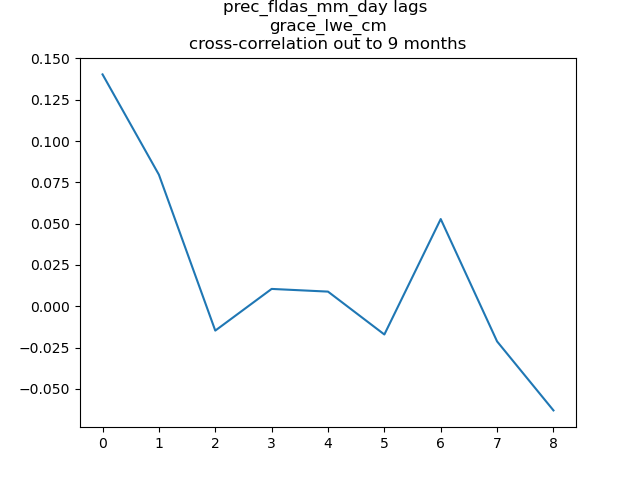 prec_fldas_mm_day lags
grace_lwe_cm
cross-correlation out to 9 months
0.150
0.125
0.100
0.075
0.050
0.025
0.000
−0.025
−0.050
0 1 2 3 4 5 6 7 8